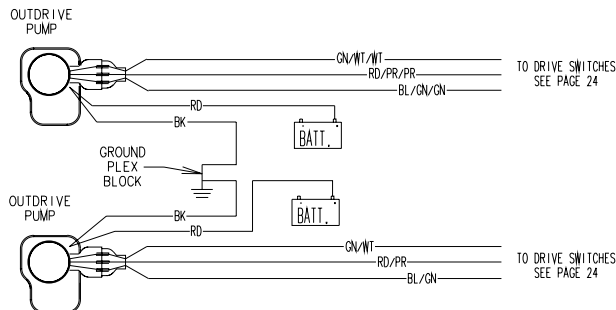 OUTDRIVE
PUMP
GN/WT/WT
RD/PR/PR
BL/GN/GN
TO DRIVE SWITCHES
SEE PAGE 24
RD
BK
BATT.
GROUND
PLEX
BLOCK
OUTDRIVE
PUMP
BK
RD
BATT.
GN/WT
RD/PR
BL/GN
TO DRIVE SWITCHES
SEE PAGE 24